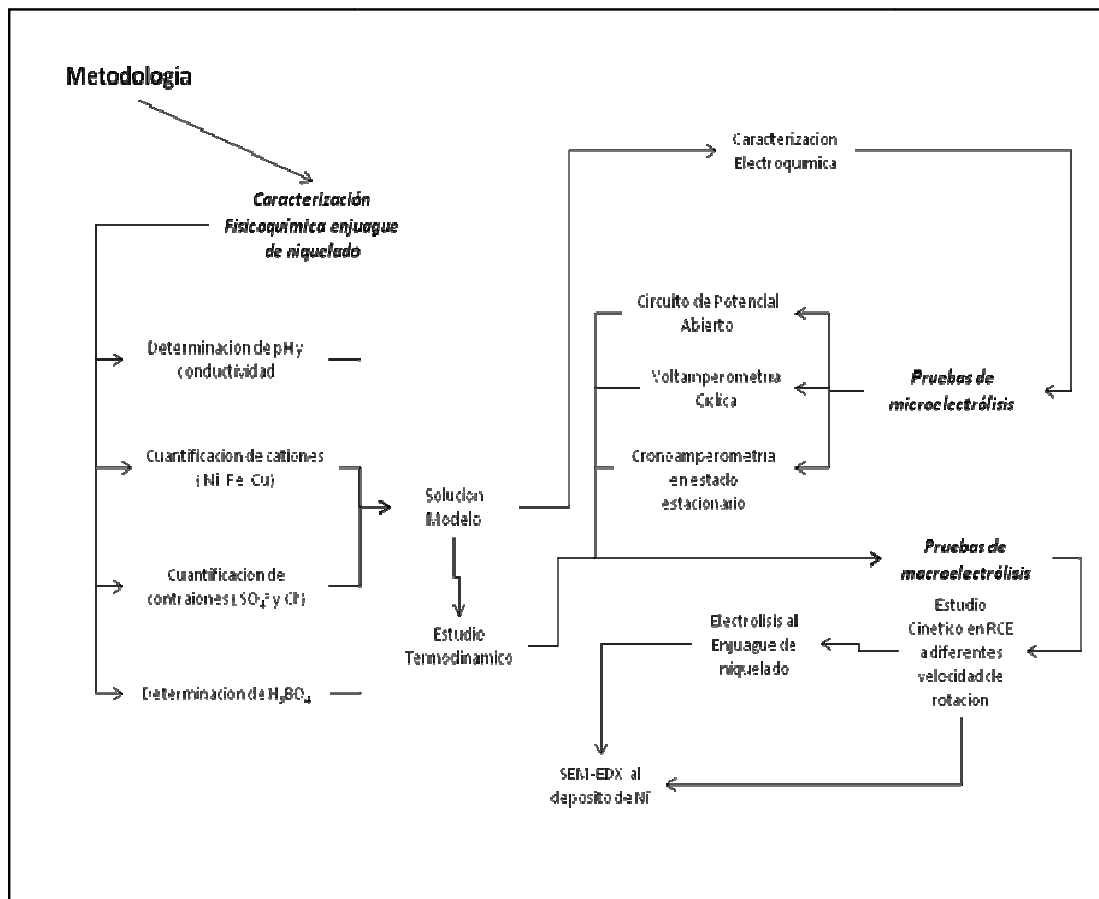 Metodologia
Caracterización
Fisicoquímica enjuague
de niquelado
Determinacion de pH y
conductividad
Cuantificacion de cationes
( Ni Fe Cu)
Cuantificacion de
contraiones ( SO₄² y Cl)
Determinacion de H₃BO₄
Solucion
Modelo
Estudio
Termodinamico
Caracterizacion
Electroquimica
Circuito de Potencial
Abierto
Voltamperometria
Ciclica
Cronoamperometria
en estado
estacionario
Pruebas de
microelectrólisis
Pruebas de
macroelectrólisis
Estudio
Cinetico en RCE
a diferentes
velocidad de
rotacion
Electrolisis al
Enjuague de
niquelado
SEM-EDX al
deposito de Ni